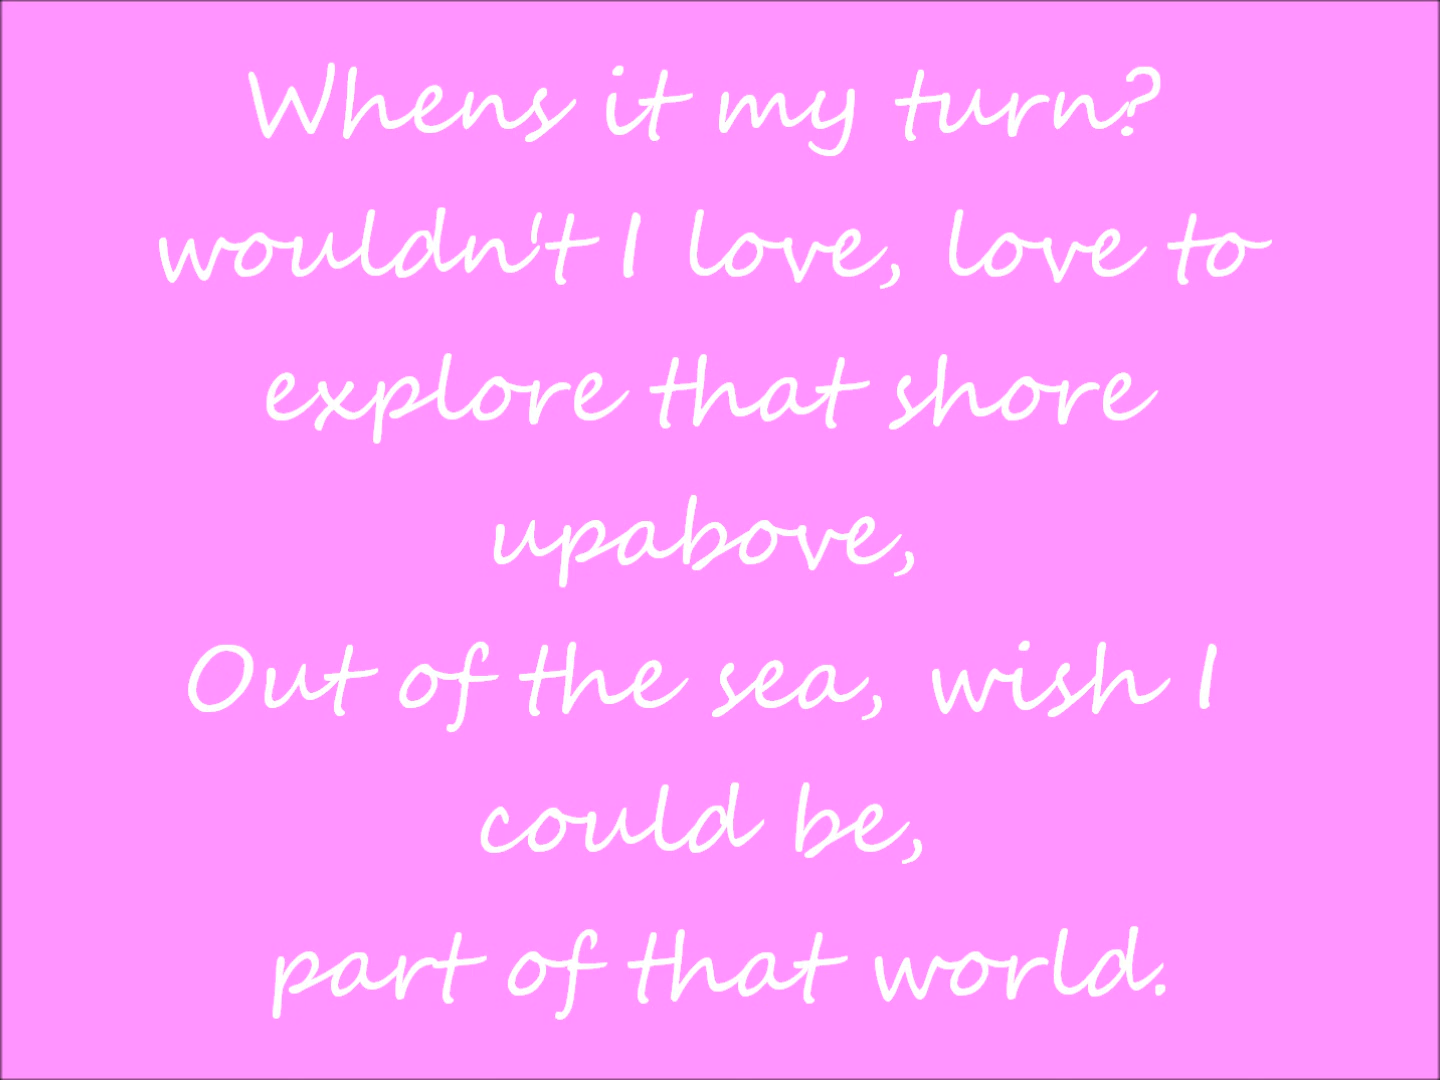 Whens it my turn?
wouldn't I love, love to
explore that shore
upabove,
Out of the sea, wish I
could be,
part of that world.